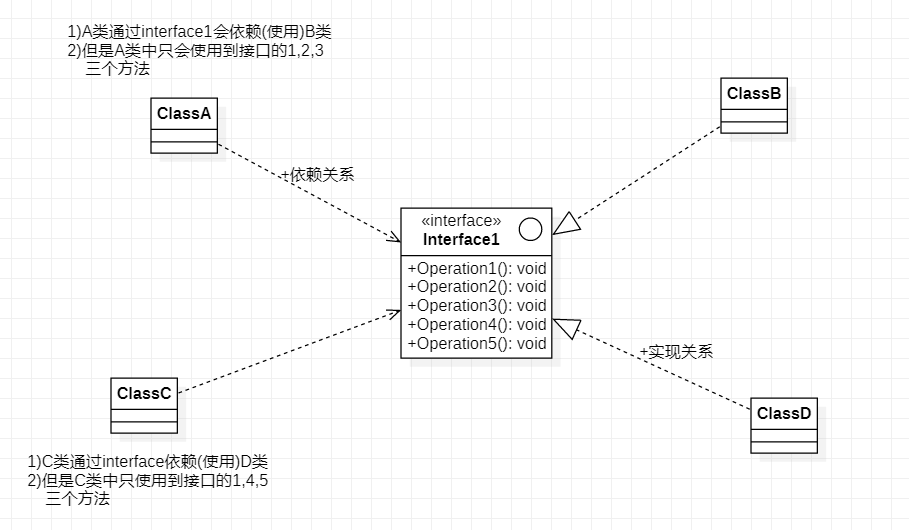 1)A类通过interface1会依赖(使用)B类
2)但是A类中只会使用到接口的1,2,3
三个方法
ClassA
ClassB
+依赖关系
«interface»
Interface1
+Operation1(): void
+Operation2(): void
+Operation3(): void
+Operation4(): void
+Operation5(): void
+实现关系
ClassC
ClassD
1)C类通过interface依赖(使用)D类
2)但是C类中只使用到接口的1,4,5
三个方法